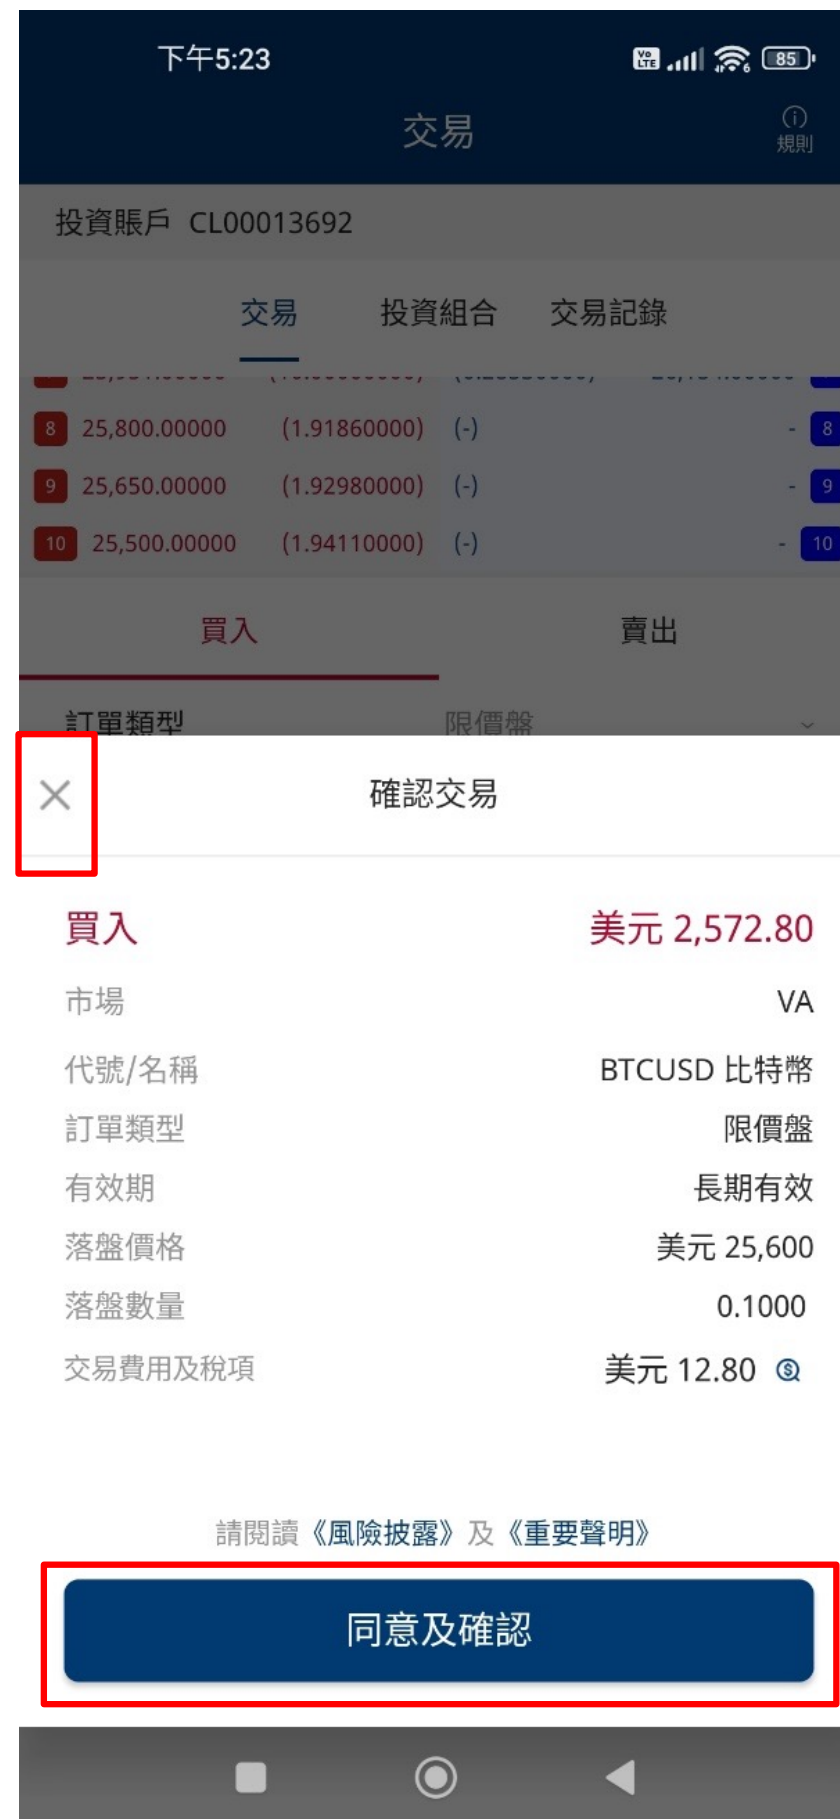 下午5:23 Vo LTE 6 85
交易
規則
投資賬戶 CL00013692
交易 投資組合 交易記錄
8 25,800.00000 (1.91860000) (-) - 8
9 25,650.00000 (1.92980000) (-) - 9
10 25,500.00000 (1.94110000) (-) - 10
買入 賣出
訂單類型 限價盤
確認交易
買入 美元 2,572.80
市場 VA
代號/名稱 BTCUSD 比特幣
訂單類型 限價盤
有效期 長期有效
落盤價格 美元 25,600
落盤數量 0.1000
交易費用及稅項 美元 12.80
請閱讀《風險披露》及《重要聲明》
同意及確認